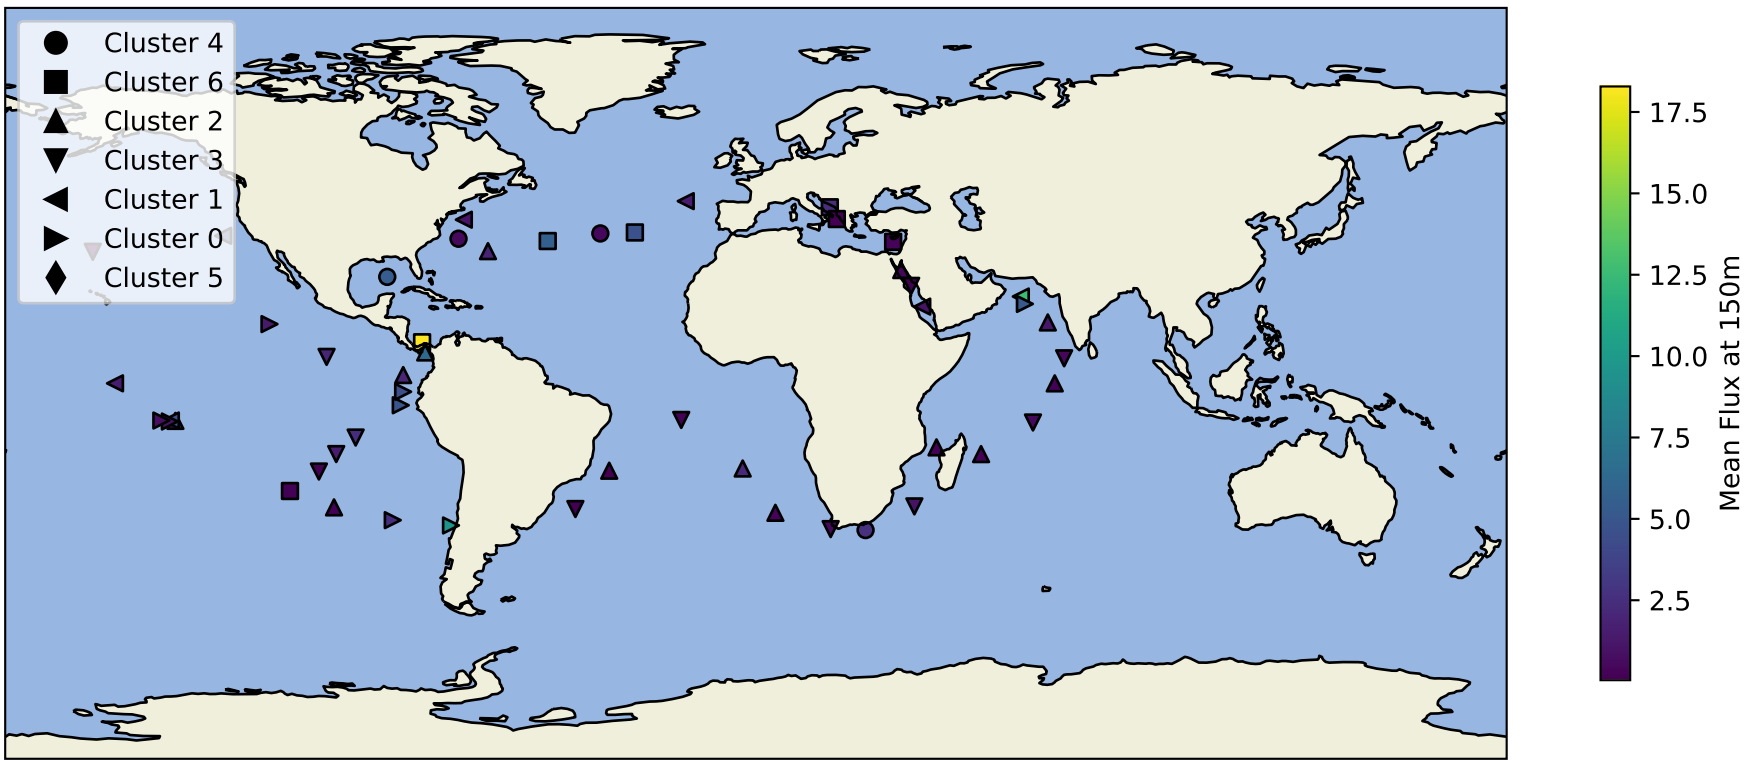 Cluster 4
Cluster 6
Cluster 2
Cluster 3
Cluster 1
Cluster 0
Cluster 5
17.5
15.0
12.5
10.0
7.5
5.0
2.5
Mean Flux at 150m